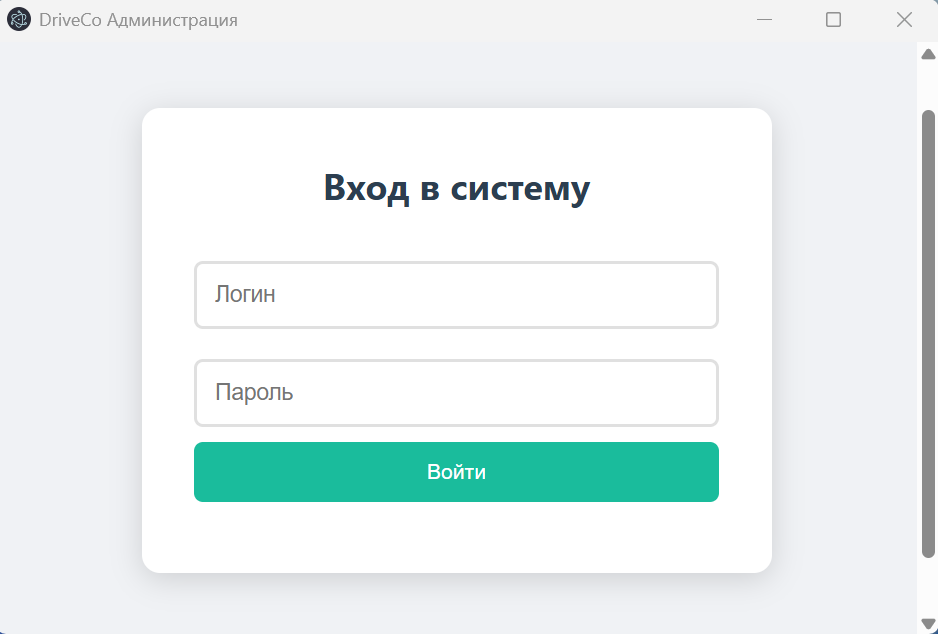 DriveCo Администрация
Вход в систему
Логин
Пароль
Войти